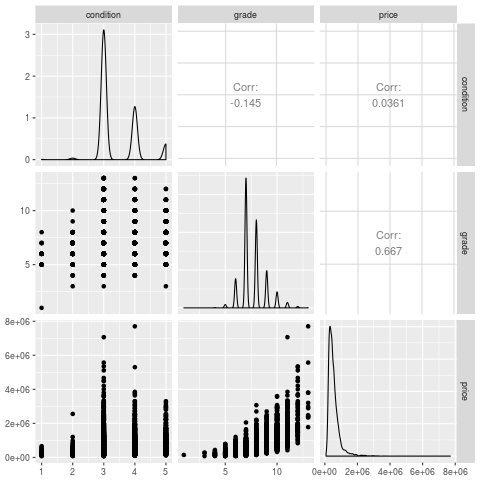 condition grade price
3
2
1
0
Corr:
-0.145
Corr:
0.0361
condition
10
5
Corr:
0.667
grade
8e+06
6e+06
4e+06
2e+06
0e+00
price
1 2 3 4 5 5 10 0e+00 2e+06 4e+06 6e+06 8e+06